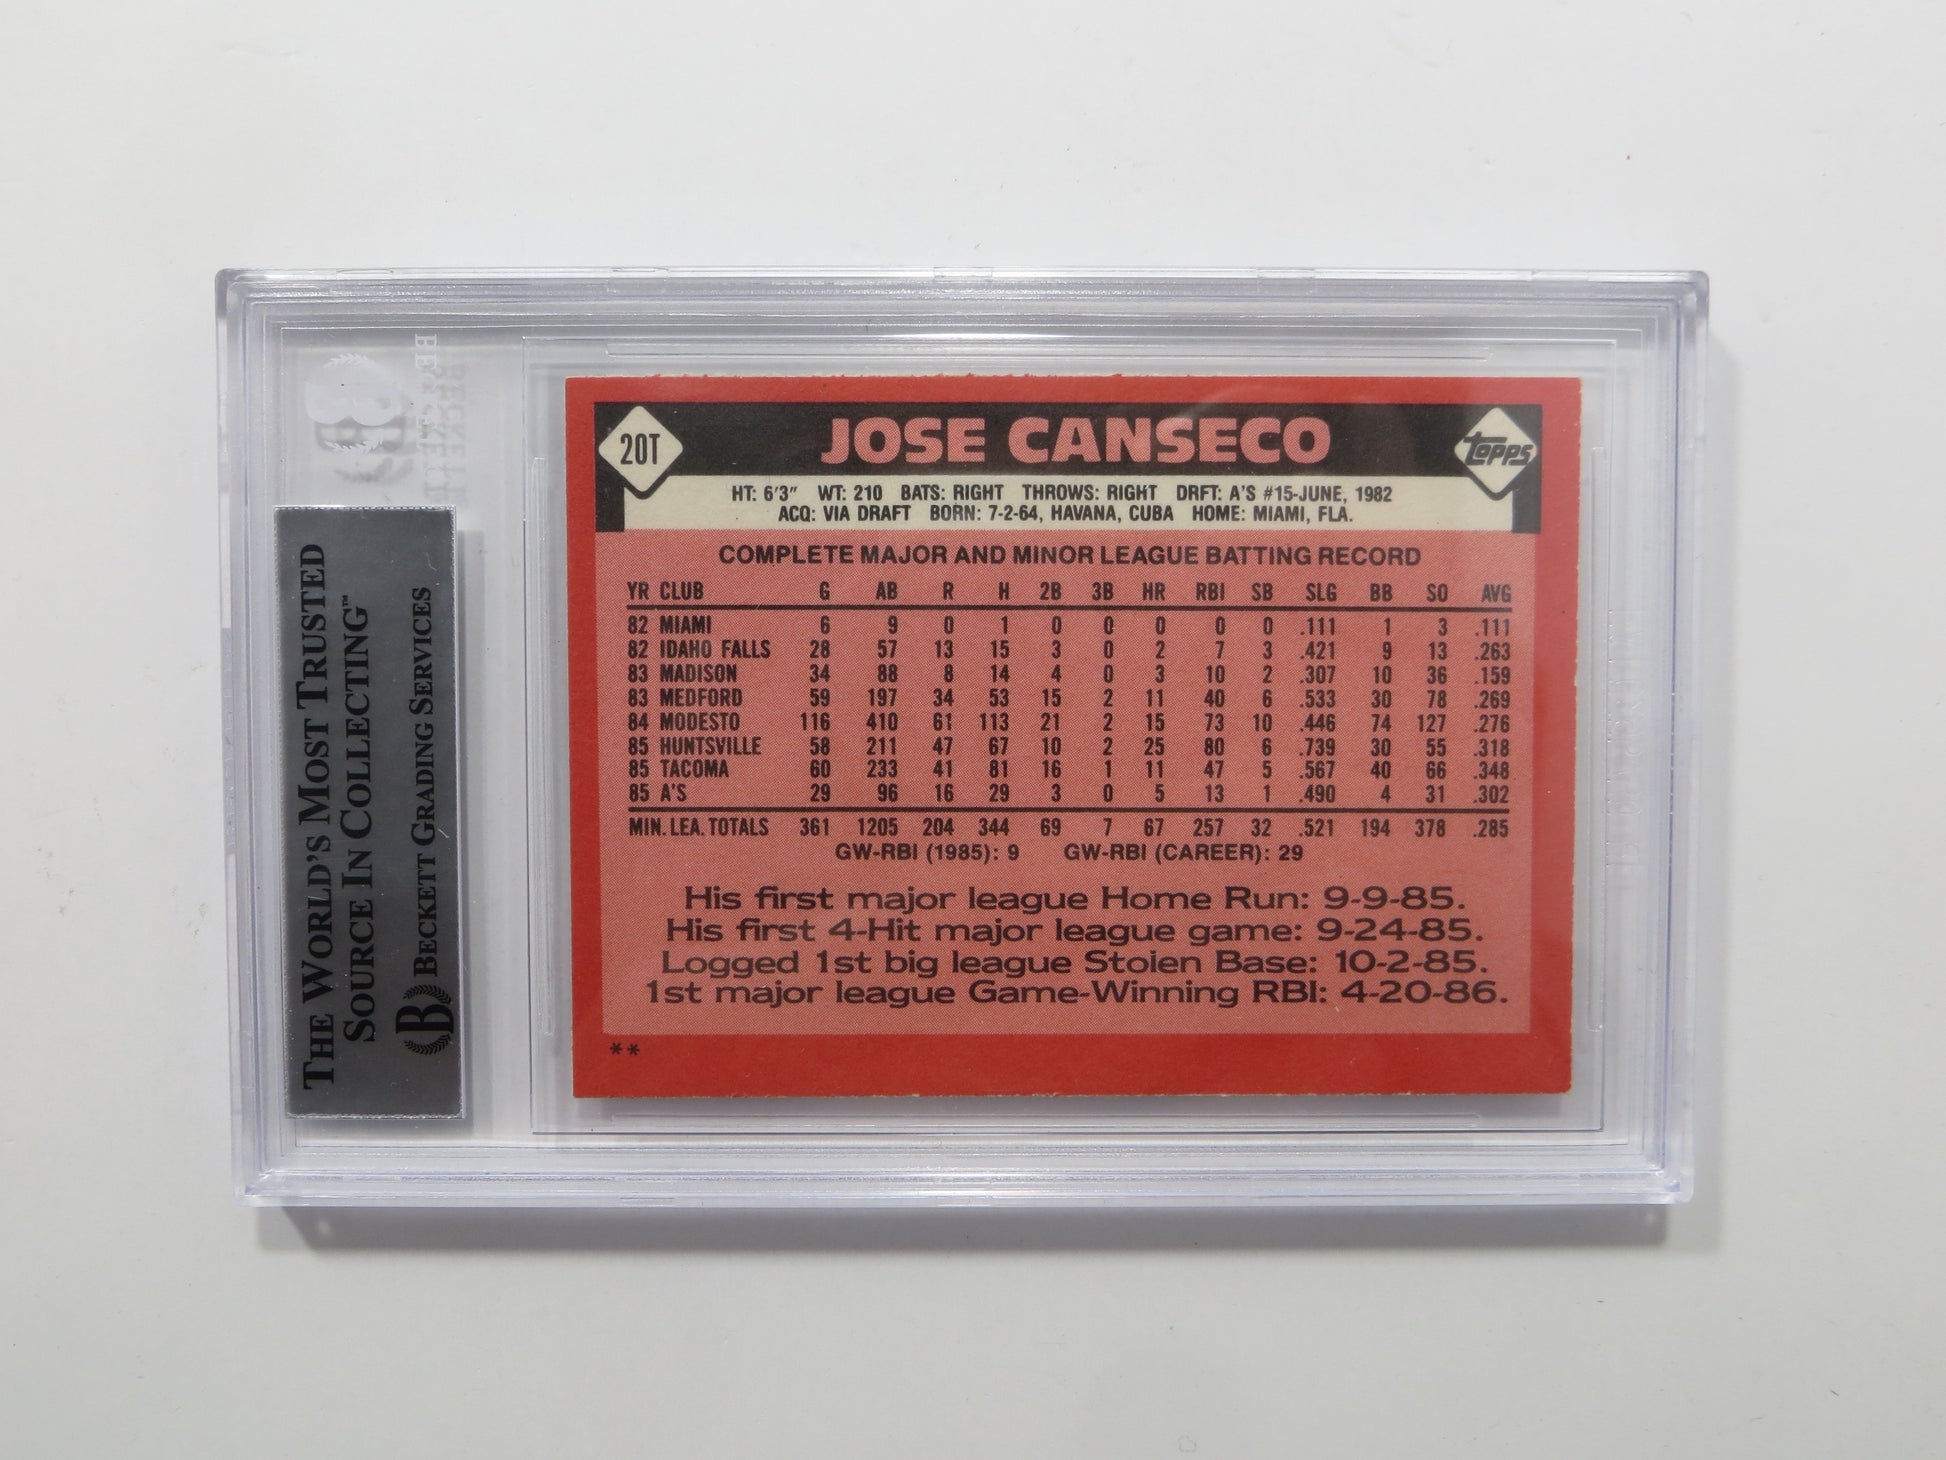 THE WORLD'S MOST TRUSTED
SOURCE IN COLLECTING™
B BECKETT GRADING SERVICES
BECKETT
20T
JOSE CANSECO
topps
HT: 6'3" WT: 210 BATS: RIGHT THROWS: RIGHT DRFT: A'S #15-JUNE, 1982
ACQ: VIA DRAFT BORN: 7-2-64, HAVANA, CUBA HOME: MIAMI, FLA.
COMPLETE MAJOR AND MINOR LEAGUE BATTING RECORD
YR CLUB G AB R H 2B 3B HR RBI SB SLG BB SO AVG
82 MIAMI 6 9 0 1 0 0 0 0 0 .111 1 3 .111
82 IDAHO FALLS 28 57 13 15 3 0 2 7 3 .421 9 13 .263
83 MADISON 34 88 8 14 4 0 3 10 2 .307 10 36 .159
83 MEDFORD 59 197 34 53 15 2 11 40 6 .533 30 78 .269
84 MODESTO 116 410 61 113 21 2 15 73 10 .446 74 127 .276
85 HUNTSVILLE 58 211 47 67 10 2 25 80 6 .739 30 55 .318
85 TACOMA 60 233 41 81 16 1 11 47 5 .567 40 66 .348
85 A'S 29 96 16 29 3 0 5 13 1 .490 4 31 .302
MIN. LEA. TOTALS 361 1205 204 344 69 7 67 257 32 .521 194 378 .285
GW-RBI (1985): 9 GW-RBI (CAREER): 29
His first major league Home Run: 9-9-85.
His first 4-Hit major league game: 9-24-85.
Logged 1st big league Stolen Base: 10-2-85.
1st major league Game-Winning RBI: 4-20-86.
**